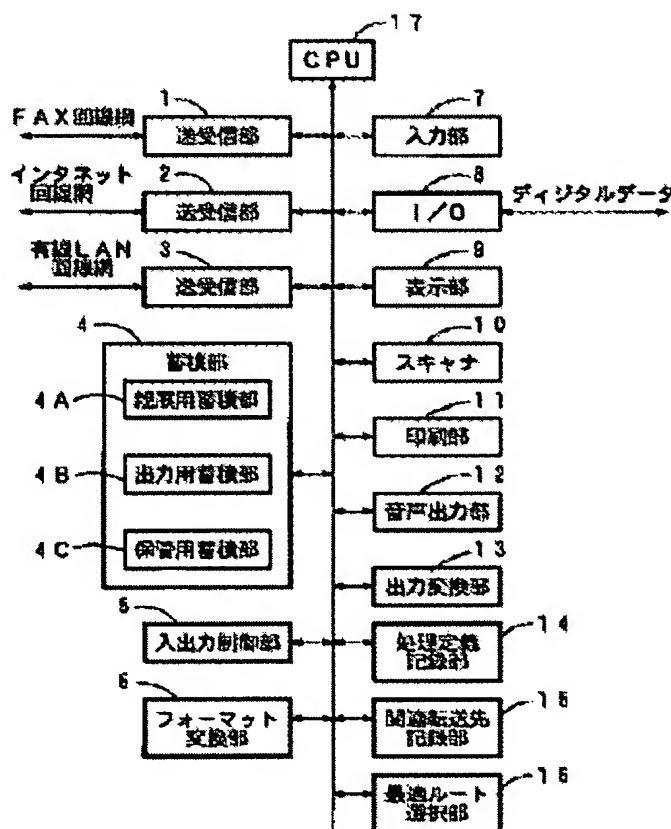 17
CPU
1
7
FAX回線網
送受信部
入力部
インタネット
回線網
2
8
送受信部
I/O
ディジタルデータ
有線LAN
回線網
3
9
送受信部
表示部
4
10
蓄積部
スキャナ
4A
用蓄積部
11
印刷部
4B
出力用蓄積部
12
音声出力部
4C
保管用蓄積部
13
出力変換部
5
14
入出力制御部
処理定義
記録部
6
15
フォーマット
変換部
関連転送先
記録部
16
最適ルート
選択部